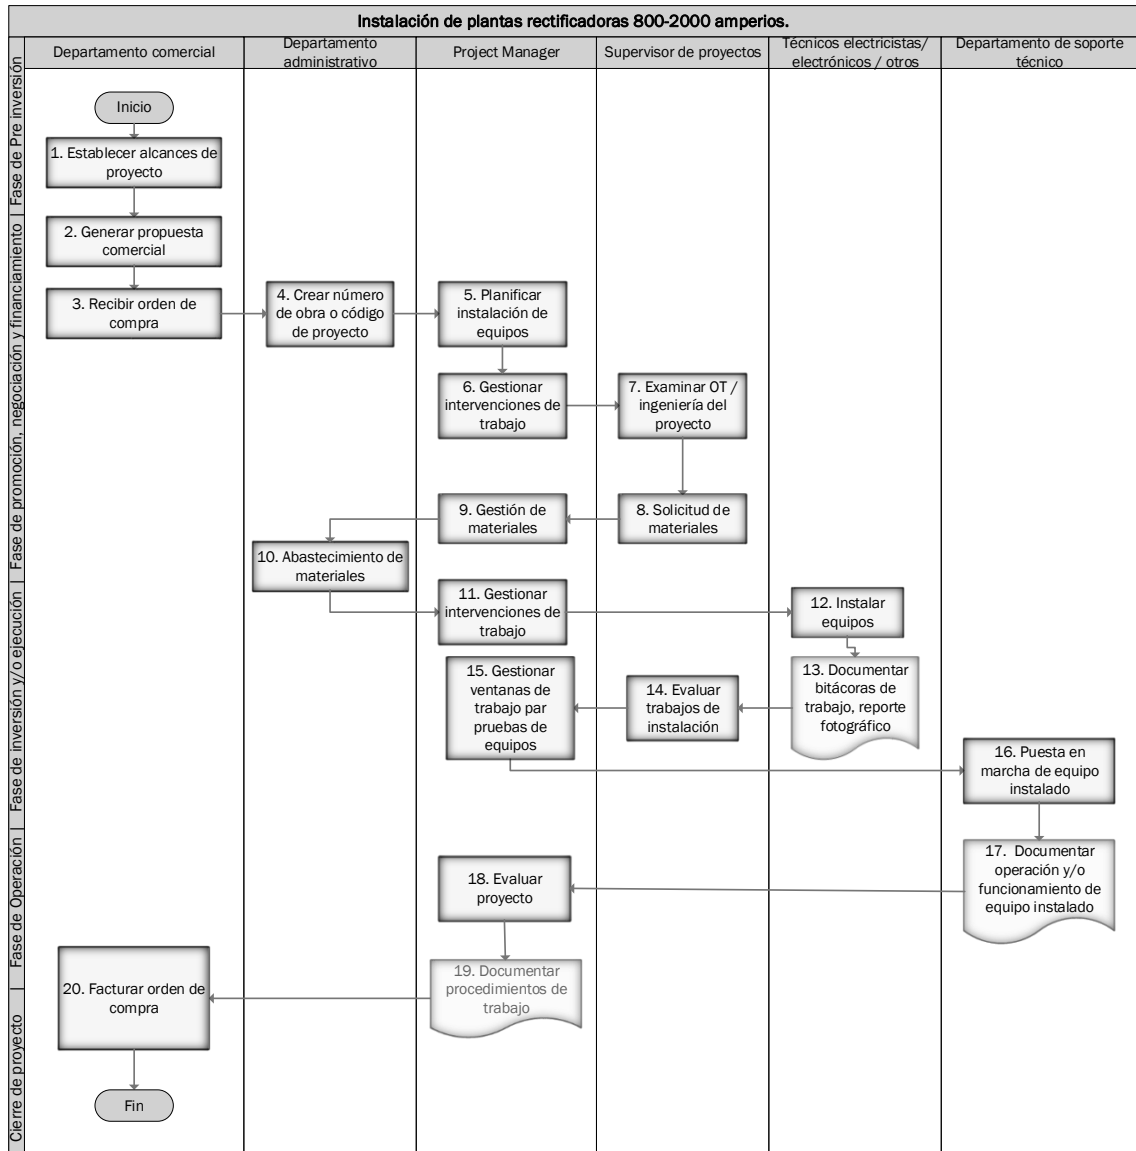 Instalación de plantas rectificadoras 800-2000 amperios.
Departamento comercial
Departamento
administrativo
Project Manager
Supervisor de proyectos
Técnicos electricistas/
electrónicos / otros
Departamento de soporte
técnico
Fase de Pre inversión
Inicio
1. Establecer alcances de
proyecto
Fase de promoción, negociación y financiamiento
2. Generar propuesta
comercial
3. Recibir orden de
compra
4. Crear número
de obra o código
de proyecto
5. Planificar
instalación de
equipos
6. Gestionar
intervenciones de
trabajo
7. Examinar OT /
ingeniería del
proyecto
8. Solicitud de
materiales
9. Gestión de
materiales
10. Abastecimiento de
materiales
Fase de inversión y/o ejecución
11. Gestionar
intervenciones de
trabajo
12. Instalar
equipos
13. Documentar
bitácoras de
trabajo, reporte
fotográfico
14. Evaluar
trabajos de
instalación
15. Gestionar
ventanas de
trabajo par
pruebas de
equipos
16. Puesta en
marcha de equipo
instalado
Fase de Operación
17. Documentar
operación y/o
funcionamiento de
equipo instalado
18. Evaluar
proyecto
19. Documentar
procedimientos de
trabajo
Cierre de proyecto
20. Facturar orden de
compra
Fin